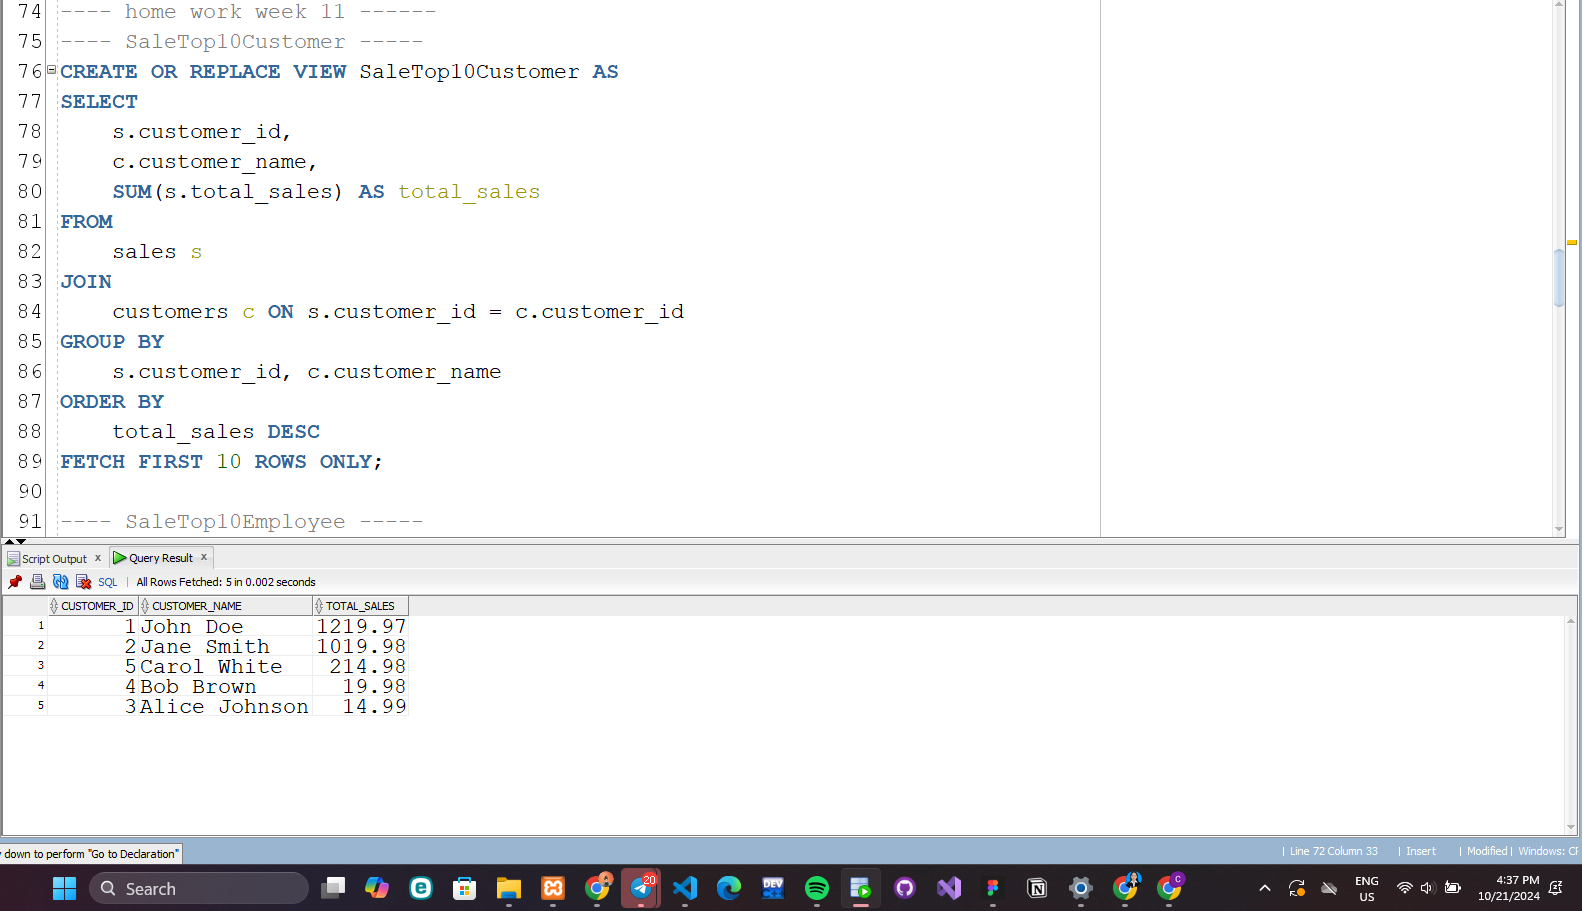 74 ---- home work week 11 ------
75 ---- SaleTop10Customer -----
76 CREATE OR REPLACE VIEW SaleTop10Customer AS
77 SELECT
78 s.customer_id,
79 c.customer_name,
80 SUM(s.total_sales) AS total_sales
81 FROM
82 sales s
83 JOIN
84 customers c ON s.customer_id = c.customer_id
85 GROUP BY
86 s.customer_id, c.customer_name
87 ORDER BY
88 total_sales DESC
89 FETCH FIRST 10 ROWS ONLY;
90
91 ---- SaleTop10Employee -----
Script Output x Query Result x
SQL | All Rows Fetched: 5 in 0.002 seconds
CUSTOMER_ID CUSTOMER_NAME TOTAL_SALES
1 1 John Doe 1219.97
2 2 Jane Smith 1019.98
3 5 Carol White 214.98
4 4 Bob Brown 19.98
5 3 Alice Johnson 14.99
down to perform "Go to Declaration"
| Line 72 Column 33 | Insert | Modified | Windows: CF
Search
20
DEV
C
ENG
US
4:37 PM
10/21/2024